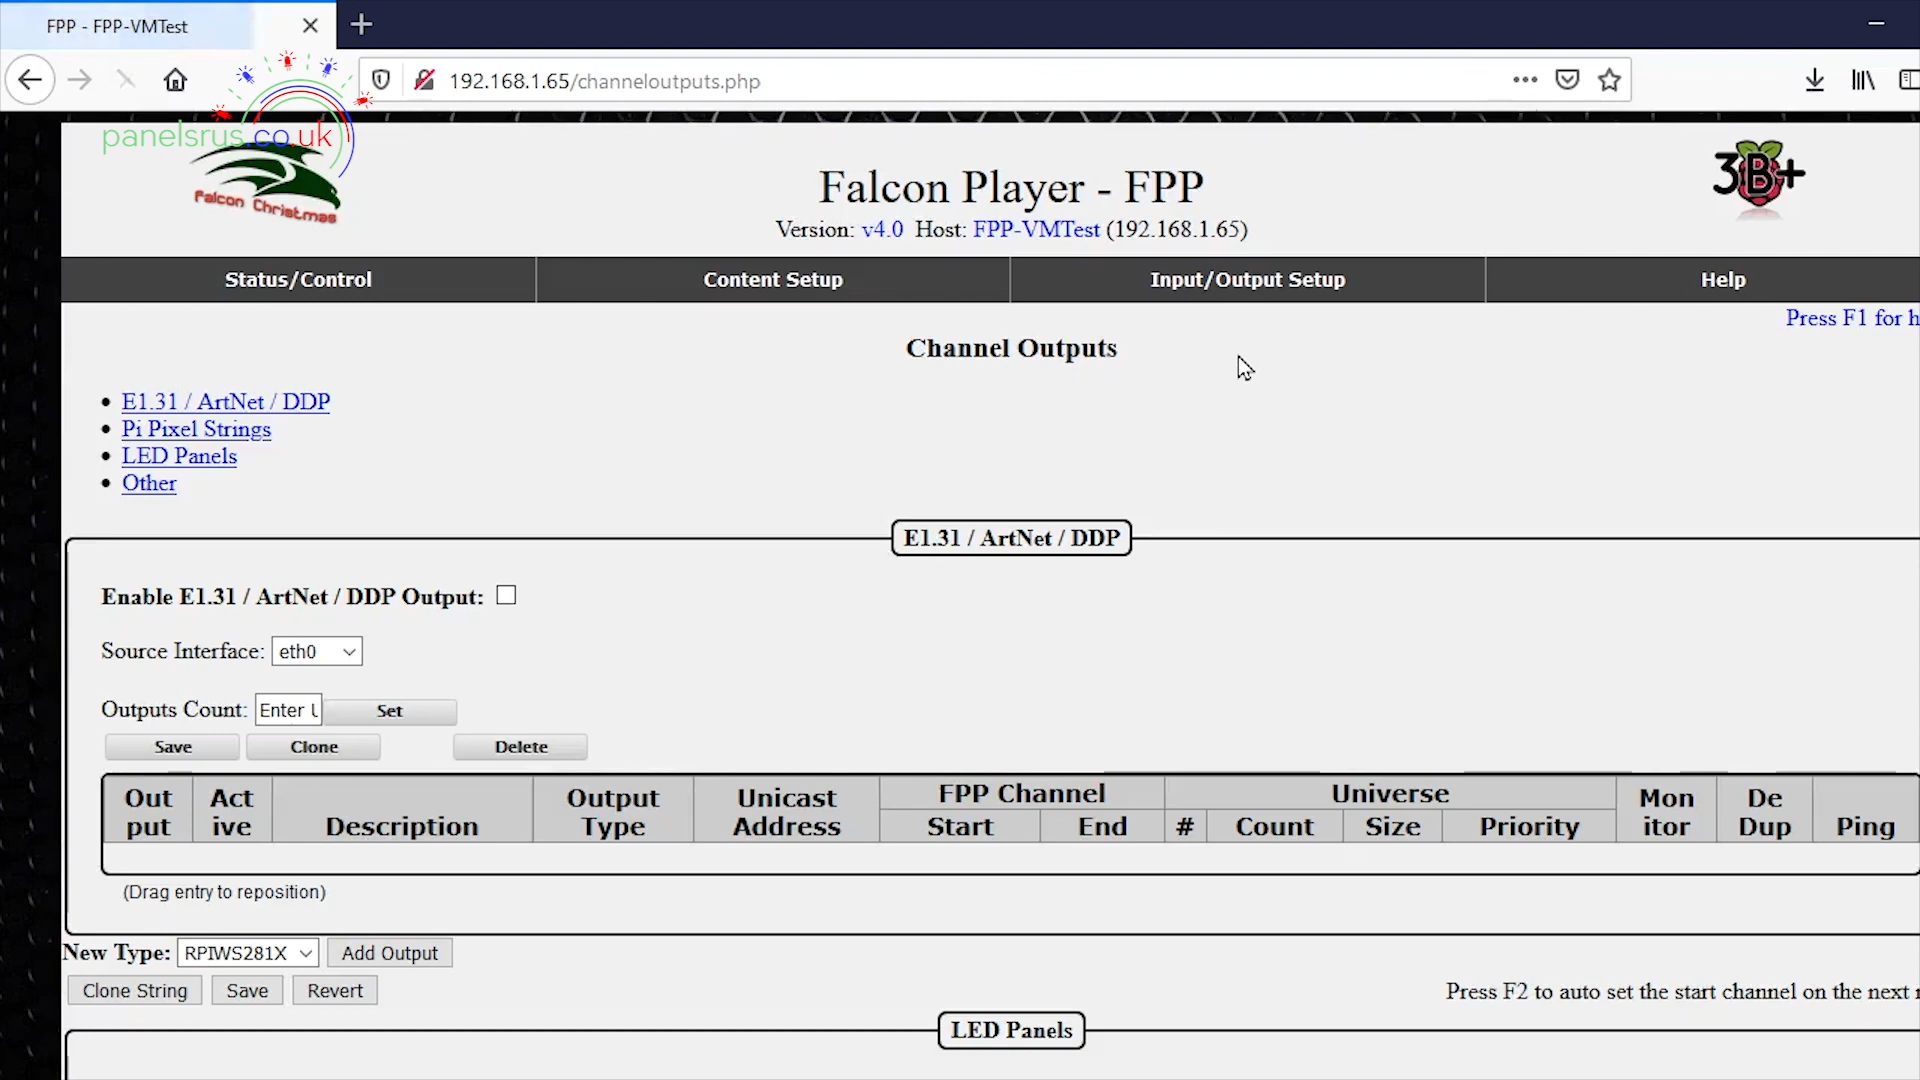 FPP - FPP-VMTest
192.168.1.65/channeloutputs.php
panelsrus.co.uk
Falcon Christmas
Falcon Player - FPP
3B+
Version: v4.0 Host: FPP-VMTest (192.168.1.65)
Status/Control
Content Setup
Input/Output Setup
Help
Press F1 for h
Channel Outputs
E1.31 / ArtNet / DDP
Pi Pixel Strings
LED Panels
Other
E1.31 / ArtNet / DDP
Enable E1.31 / ArtNet / DDP Output:
Source Interface: eth0
Outputs Count: Enter U Set
Save Clone Delete
Out put
Act ive
Description
Output Type
Unicast Address
FPP Channel
Start End
Universe
# Count Size Priority
Mon itor
De Dup
Ping
(Drag entry to reposition)
New Type: RPIWS281X Add Output
Clone String Save Revert
Press F2 to auto set the start channel on the next
LED Panels